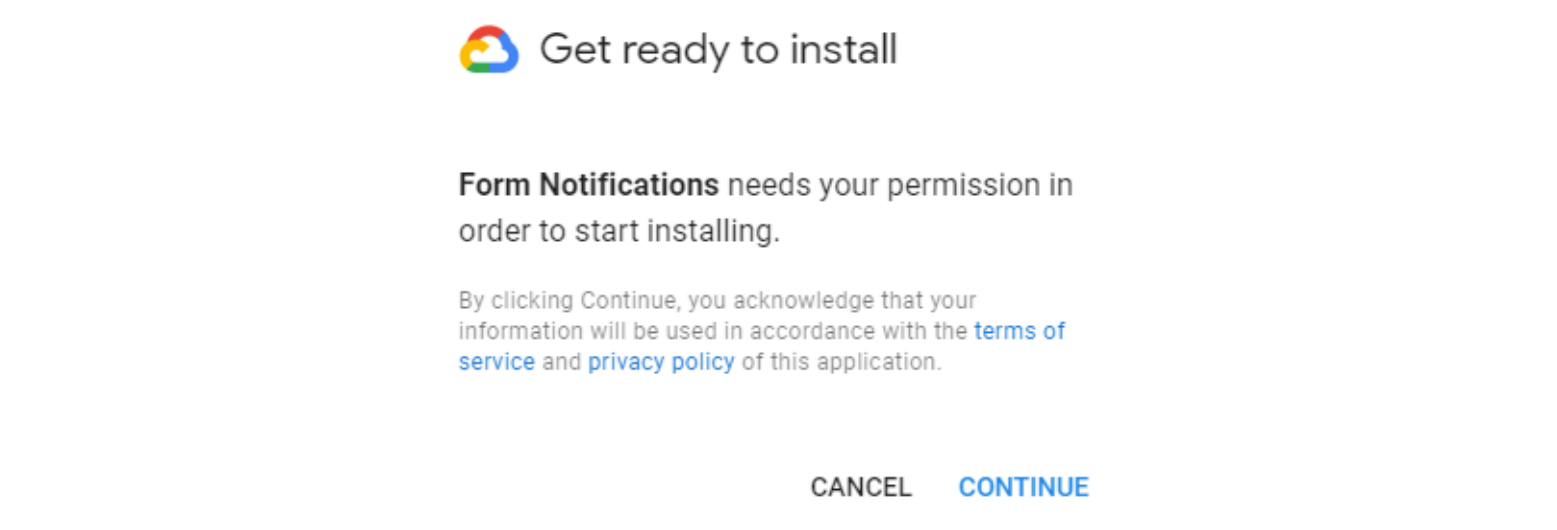 Get ready to install
Form Notifications needs your permission in
order to start installing.
By clicking Continue, you acknowledge that your
information will be used in accordance with the terms of
service and privacy policy of this application.
CANCEL CONTINUE